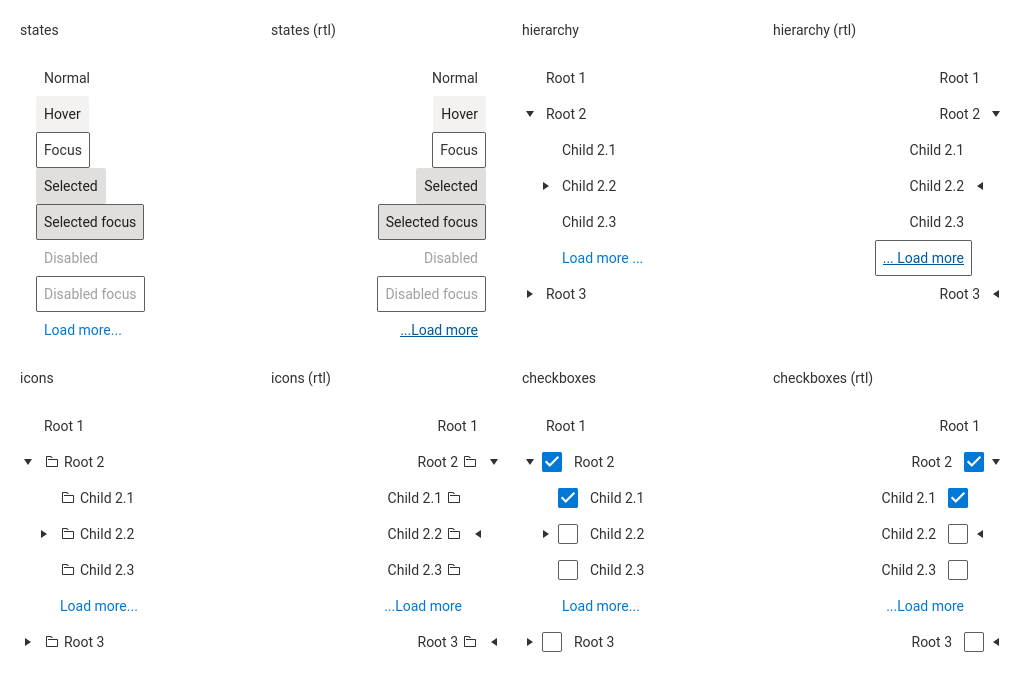 states
Normal
Hover
Focus
Selected
Selected focus
Disabled
Disabled focus
Load more...
states (rtl)
Normal
Hover
Focus
Selected
Selected focus
Disabled
Disabled focus
...Load more
hierarchy
Root 1
Root 2
Child 2.1
Child 2.2
Child 2.3
Load more ...
Root 3
hierarchy (rtl)
Root 1
Root 2
Child 2.1
Child 2.2
Child 2.3
... Load more
Root 3
icons
Root 1
Root 2
Child 2.1
Child 2.2
Child 2.3
Load more...
Root 3
icons (rtl)
Root 1
Root 2
Child 2.1
Child 2.2
Child 2.3
...Load more
Root 3
checkboxes
Root 1
Root 2
Child 2.1
Child 2.2
Child 2.3
Load more...
Root 3
checkboxes (rtl)
Root 1
Root 2
Child 2.1
Child 2.2
Child 2.3
...Load more
Root 3